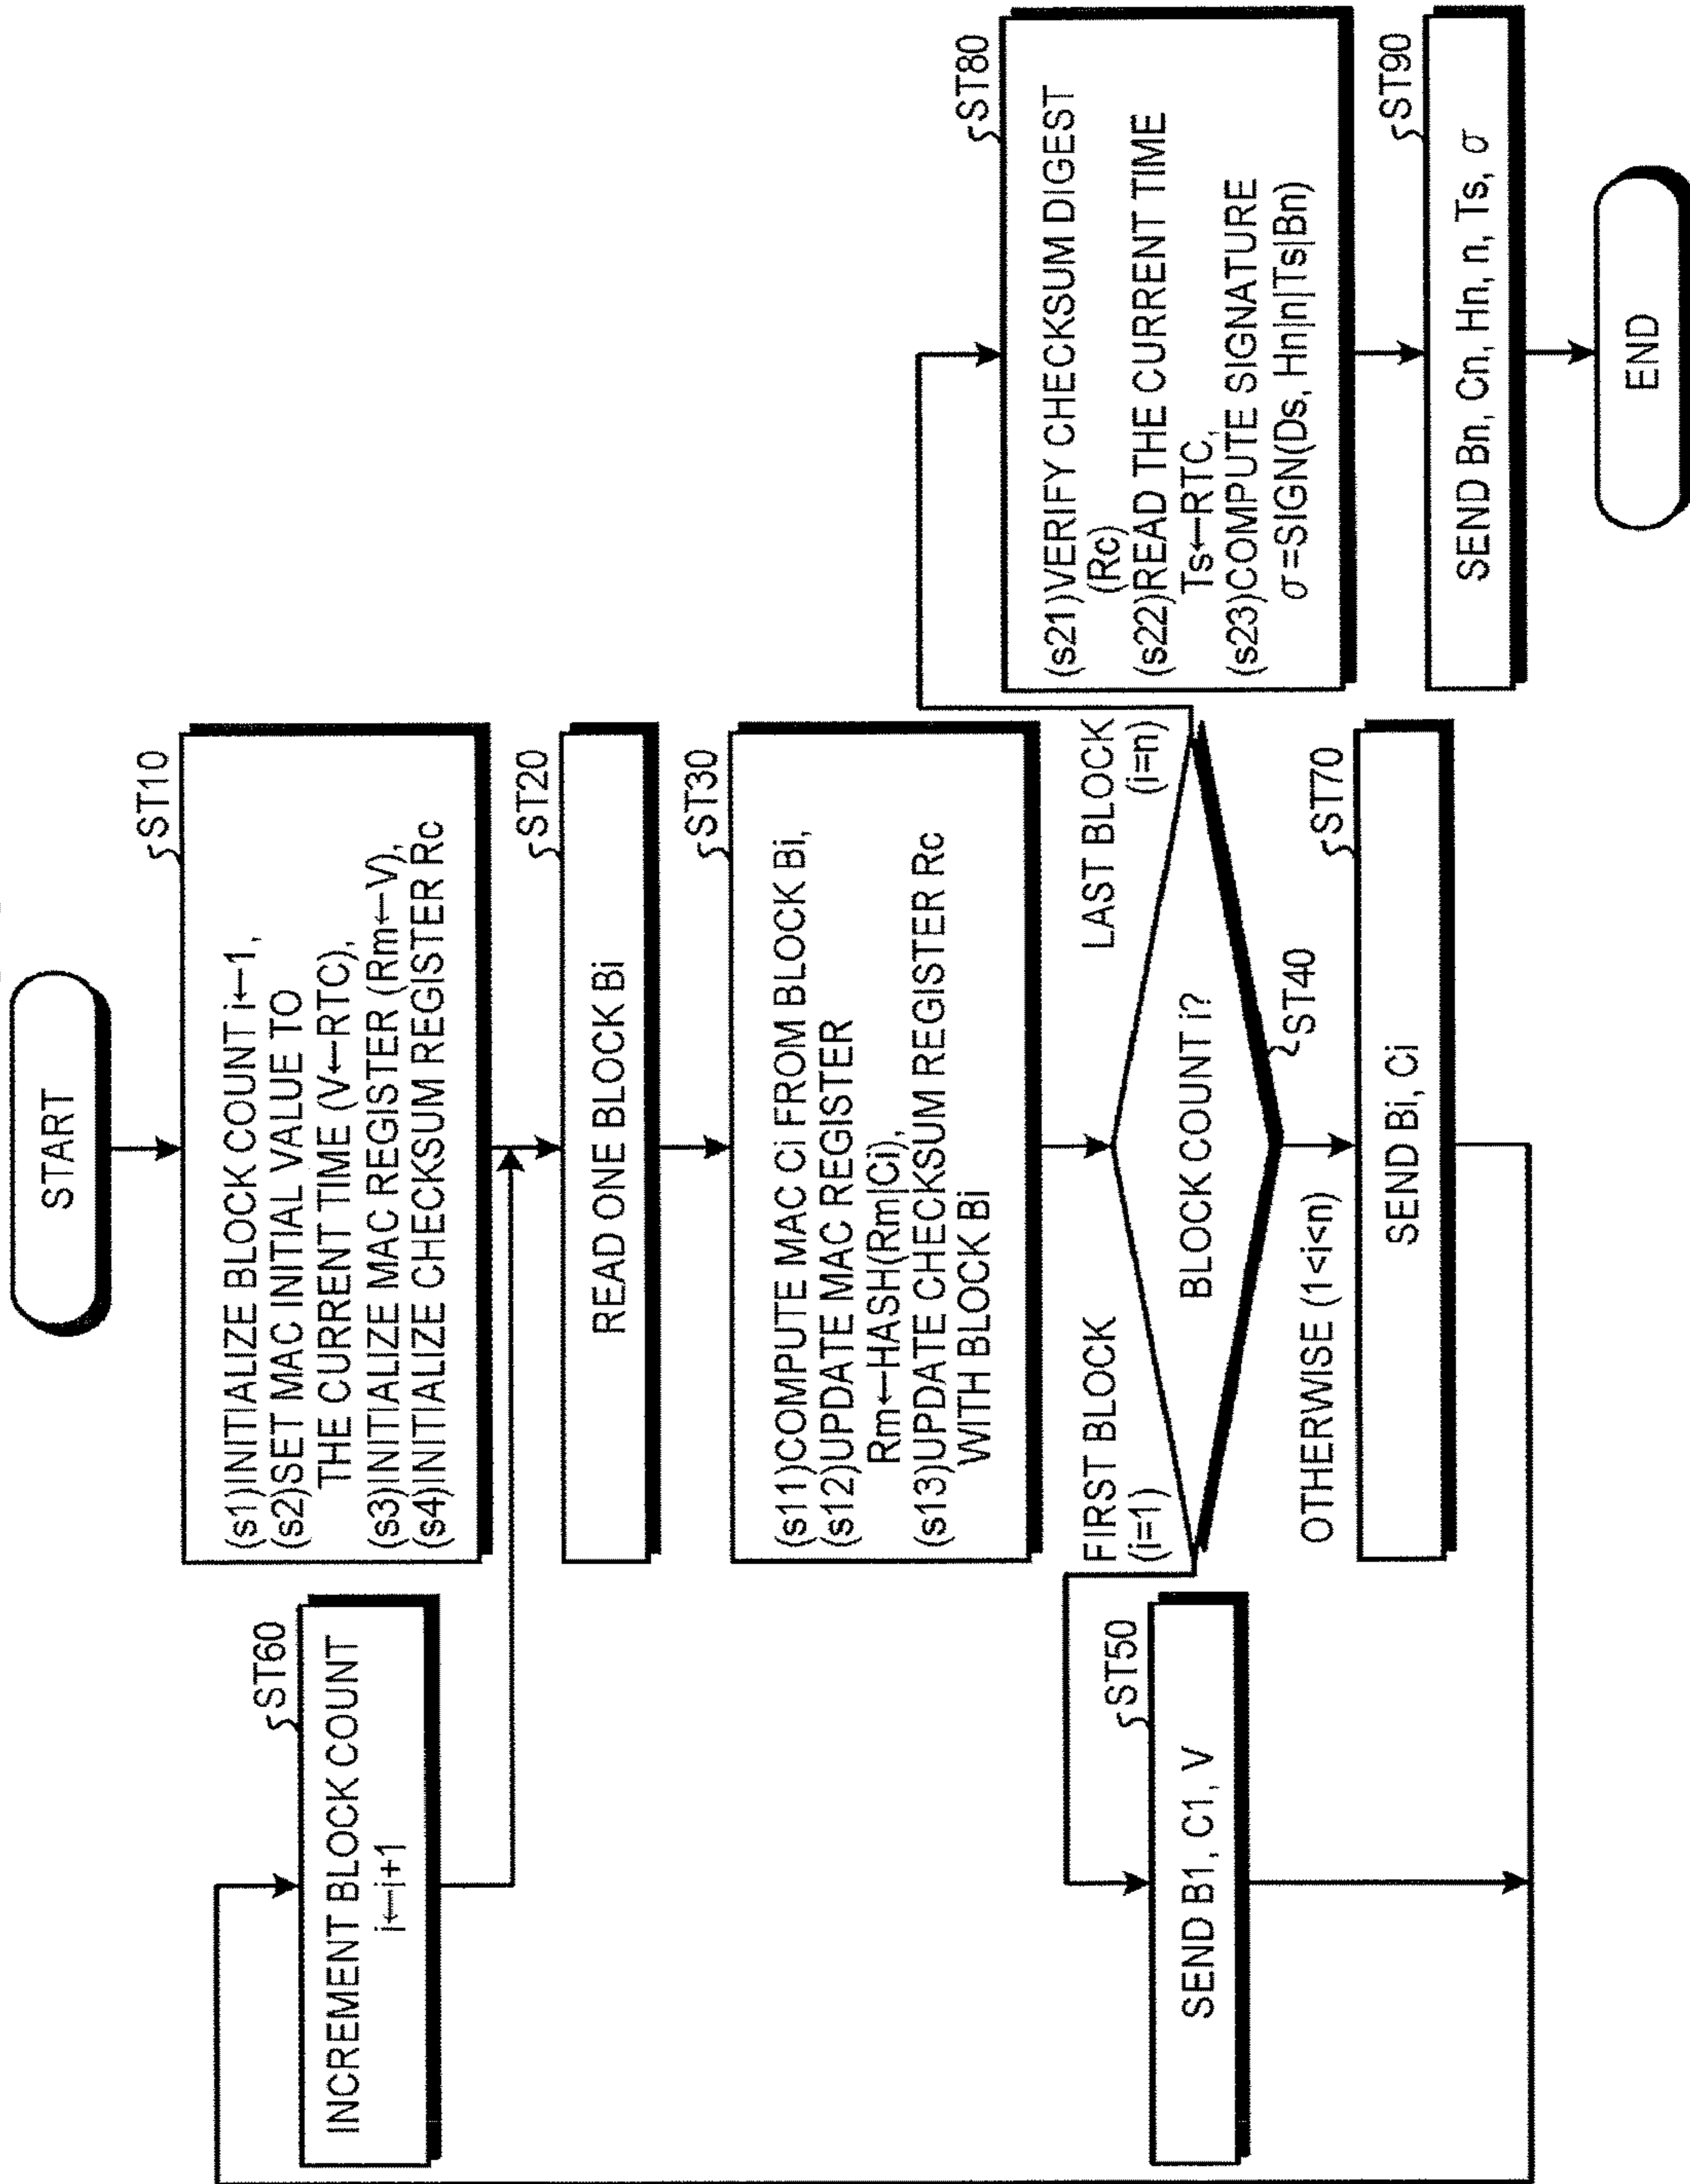 START
ST10
(s1)INITIALIZE BLOCK COUNT i←1,
(s2)SET MAC INITIAL VALUE TO
THE CURRENT TIME (V←RTC),
(s3)INITIALIZE MAC REGISTER (Rm←V),
(s4)INITIALIZE CHECKSUM REGISTER Rc
ST60
INCREMENT BLOCK COUNT
i←i+1
ST20
READ ONE BLOCK Bi
ST30
(s11)COMPUTE MAC Ci FROM BLOCK Bi,
(s12)UPDATE MAC REGISTER
Rm←HASH(Rm|Ci),
(s13)UPDATE CHECKSUM REGISTER Rc
WITH BLOCK Bi
FIRST BLOCK
(i=1)
LAST BLOCK
(i=n)
BLOCK COUNT i?
ST40
OTHERWISE (1<i<n)
ST50
SEND B1, C1, V
ST70
SEND Bi, Ci
ST80
(s21)VERIFY CHECKSUM DIGEST
(Rc)
(s22)READ THE CURRENT TIME
Ts←RTC,
(s23)COMPUTE SIGNATURE
σ=SIGN(Ds, Hn|n|Ts|Bn)
ST90
SEND Bn, Cn, Hn, n, Ts, σ
END